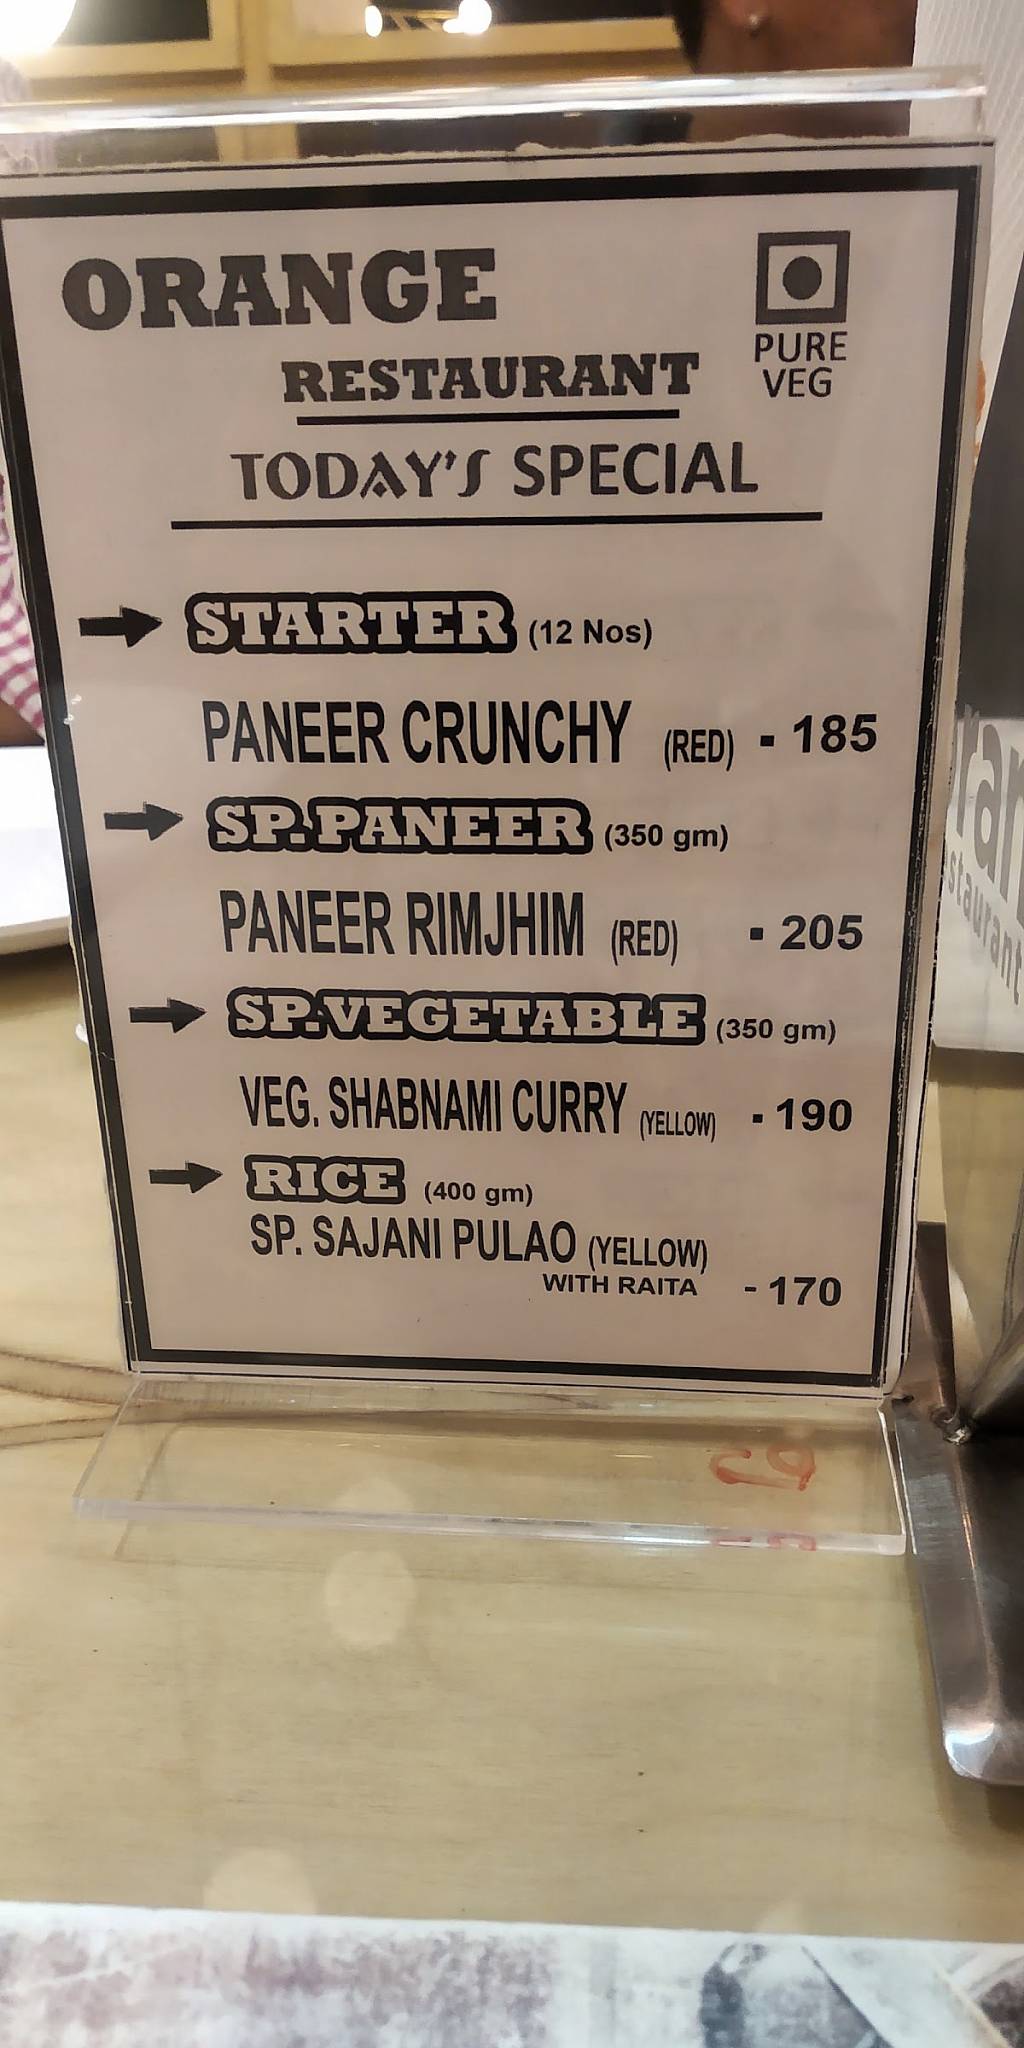 ORANGE
RESTAURANT
PURE
VEG
TODAY'S SPECIAL
STARTER (12 Nos)
PANEER CRUNCHY (RED) - 185
SP. PANEER (350 gm)
PANEER RIMJHIM (RED) - 205
SP. VEGETABLE (350 gm)
VEG. SHABNAMI CURRY (YELLOW) - 190
RICE (400 gm)
SP. SAJANI PULAO (YELLOW)
WITH RAITA - 170